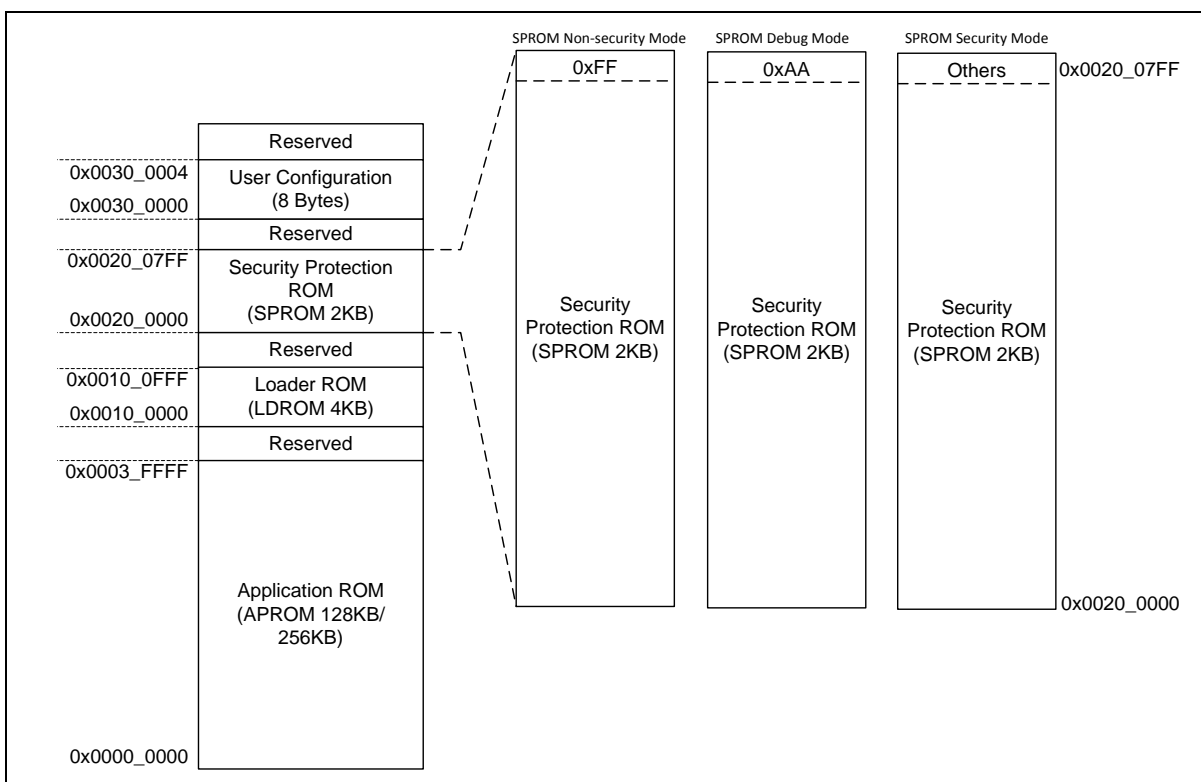 SPROM Non-security Mode
SPROM Debug Mode
SPROM Security Mode
0xFF
0xAA
Others
0x0020_07FF
Reserved
0x0030_0004
User Configuration
(8 Bytes)
0x0030_0000
Reserved
0x0020_07FF
Security Protection
ROM
(SPROM 2KB)
0x0020_0000
Reserved
0x0010_0FFF
Loader ROM
(LDROM 4KB)
0x0010_0000
Reserved
0x0003_FFFF
Application ROM
(APROM 128KB/
256KB)
0x0000_0000
Security
Protection ROM
(SPROM 2KB)
Security
Protection ROM
(SPROM 2KB)
Security
Protection ROM
(SPROM 2KB)
0x0020_0000